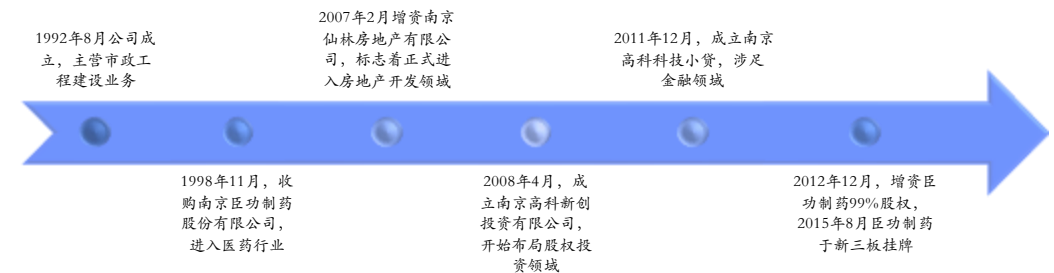 1992年8月公司成
立，主营市政工
程建设业务
2007年2月增资南京
仙林房地产有限公
司，标志着正式进
入房地产开发领域
2011年12月，成立南京
高科科技小贷，涉足
金融领域
1998年11月，收
购南京臣功制药
股份有限公司，
进入医药行业
2008年4月，成
立南京高科新创
投资有限公司，
开始布局股权投
资领域
2012年12月，增资臣
功制药99%股权，
2015年8月臣功制药
于新三板挂牌